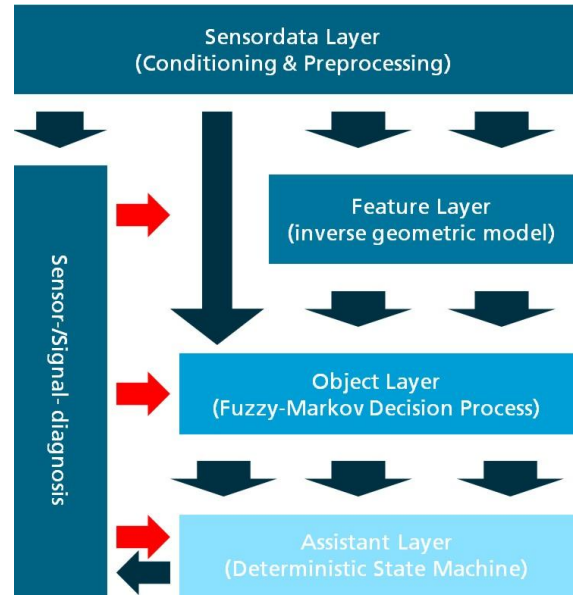 Sensordata Layer
(Conditioning & Preprocessing)
Feature Layer
(inverse geometric model)
Sensor-/Signal- diagnosis
Object Layer
(Fuzzy-Markov Decision Process)
Assistant Layer
(Deterministic State Machine)